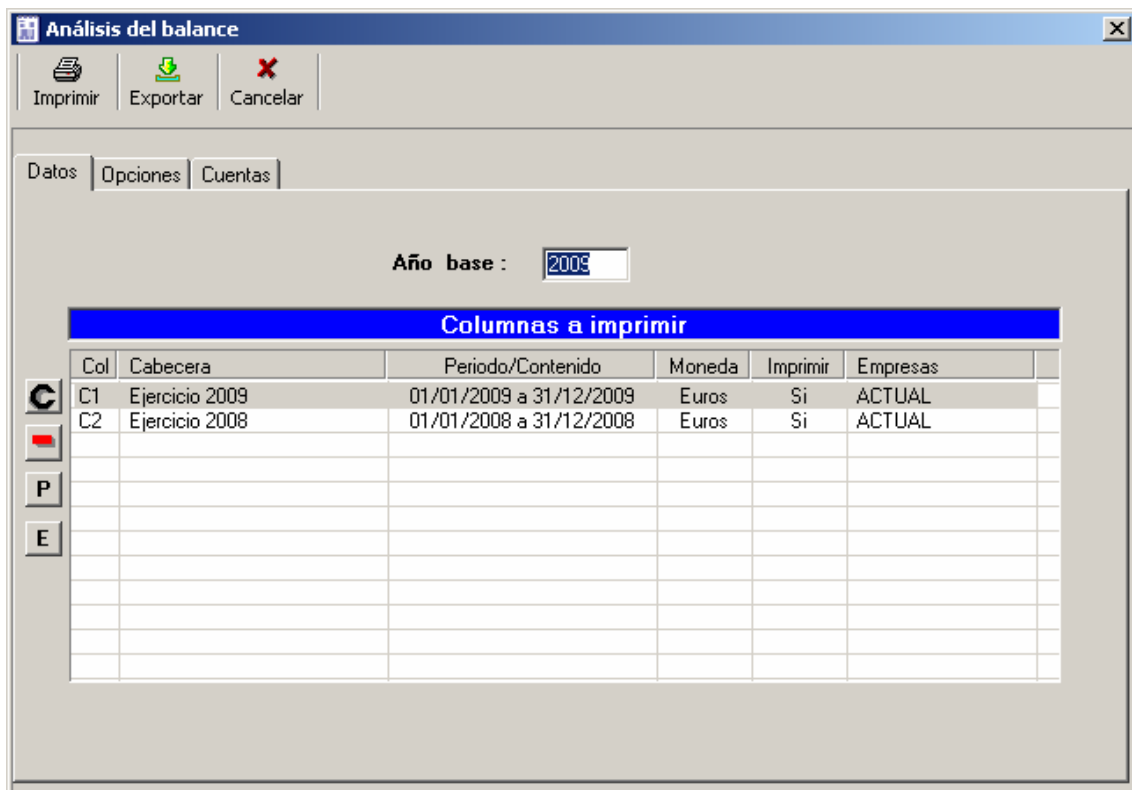 Análisis del balance
Imprimir Exportar Cancelar
Datos Opciones Cuentas
Año base : 2009
Columnas a imprimir
Col Cabecera Periodo/Contenido Moneda Imprimir Empresas
C1 Ejercicio 2009 01/01/2009 a 31/12/2009 Euros Si ACTUAL
C2 Ejercicio 2008 01/01/2008 a 31/12/2008 Euros Si ACTUAL
C
P
E